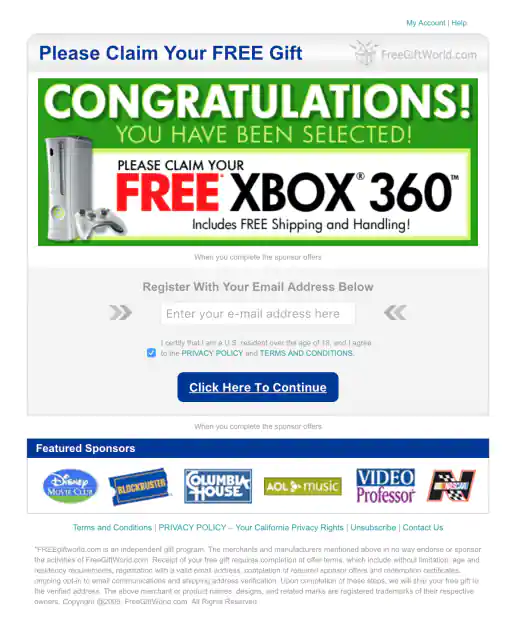 My Account | Help
Please Claim Your FREE Gift
FreeGiftWorld.com
CONGRATULATIONS!
YOU HAVE BEEN SELECTED!
PLEASE CLAIM YOUR
FREE* XBOX® 360™
Includes FREE Shipping and Handling!
When you complete the sponsor offers
Register With Your Email Address Below
Enter your e-mail address here
I certify that I am a U.S. resident over the age of 18, and I agree
to the PRIVACY POLICY and TERMS AND CONDITIONS.
Click Here To Continue
When you complete the sponsor offers
Featured Sponsors
Disney MOVIE CLUB
BLOCKBUSTER
COLUMBIA HOUSE
AOL music
VIDEO Professor
NASCAR
Terms and Conditions | PRIVACY POLICY – Your California Privacy Rights | Unsubscribe | Contact Us
*FREEgiftworld.com is an independent gift program. The merchants and manufacturers mentioned above in no way endorse or sponsor
the activities of FreeGiftWorld.com. Receipt of your free gift requires completion of offer terms, which include without limitation: age and
residency requirements, registration with a valid email address, completion of required sponsor offers and redemption certificates,
ongoing opt-in to email communications and shipping address verification. Upon completion of these steps, we will ship your free gift to
the verified address. The above merchant or product names, designs, and related marks are registered trademarks of their respective
owners. Copyright @2009. FreeGiftWorld.com. All Rights Reserved.